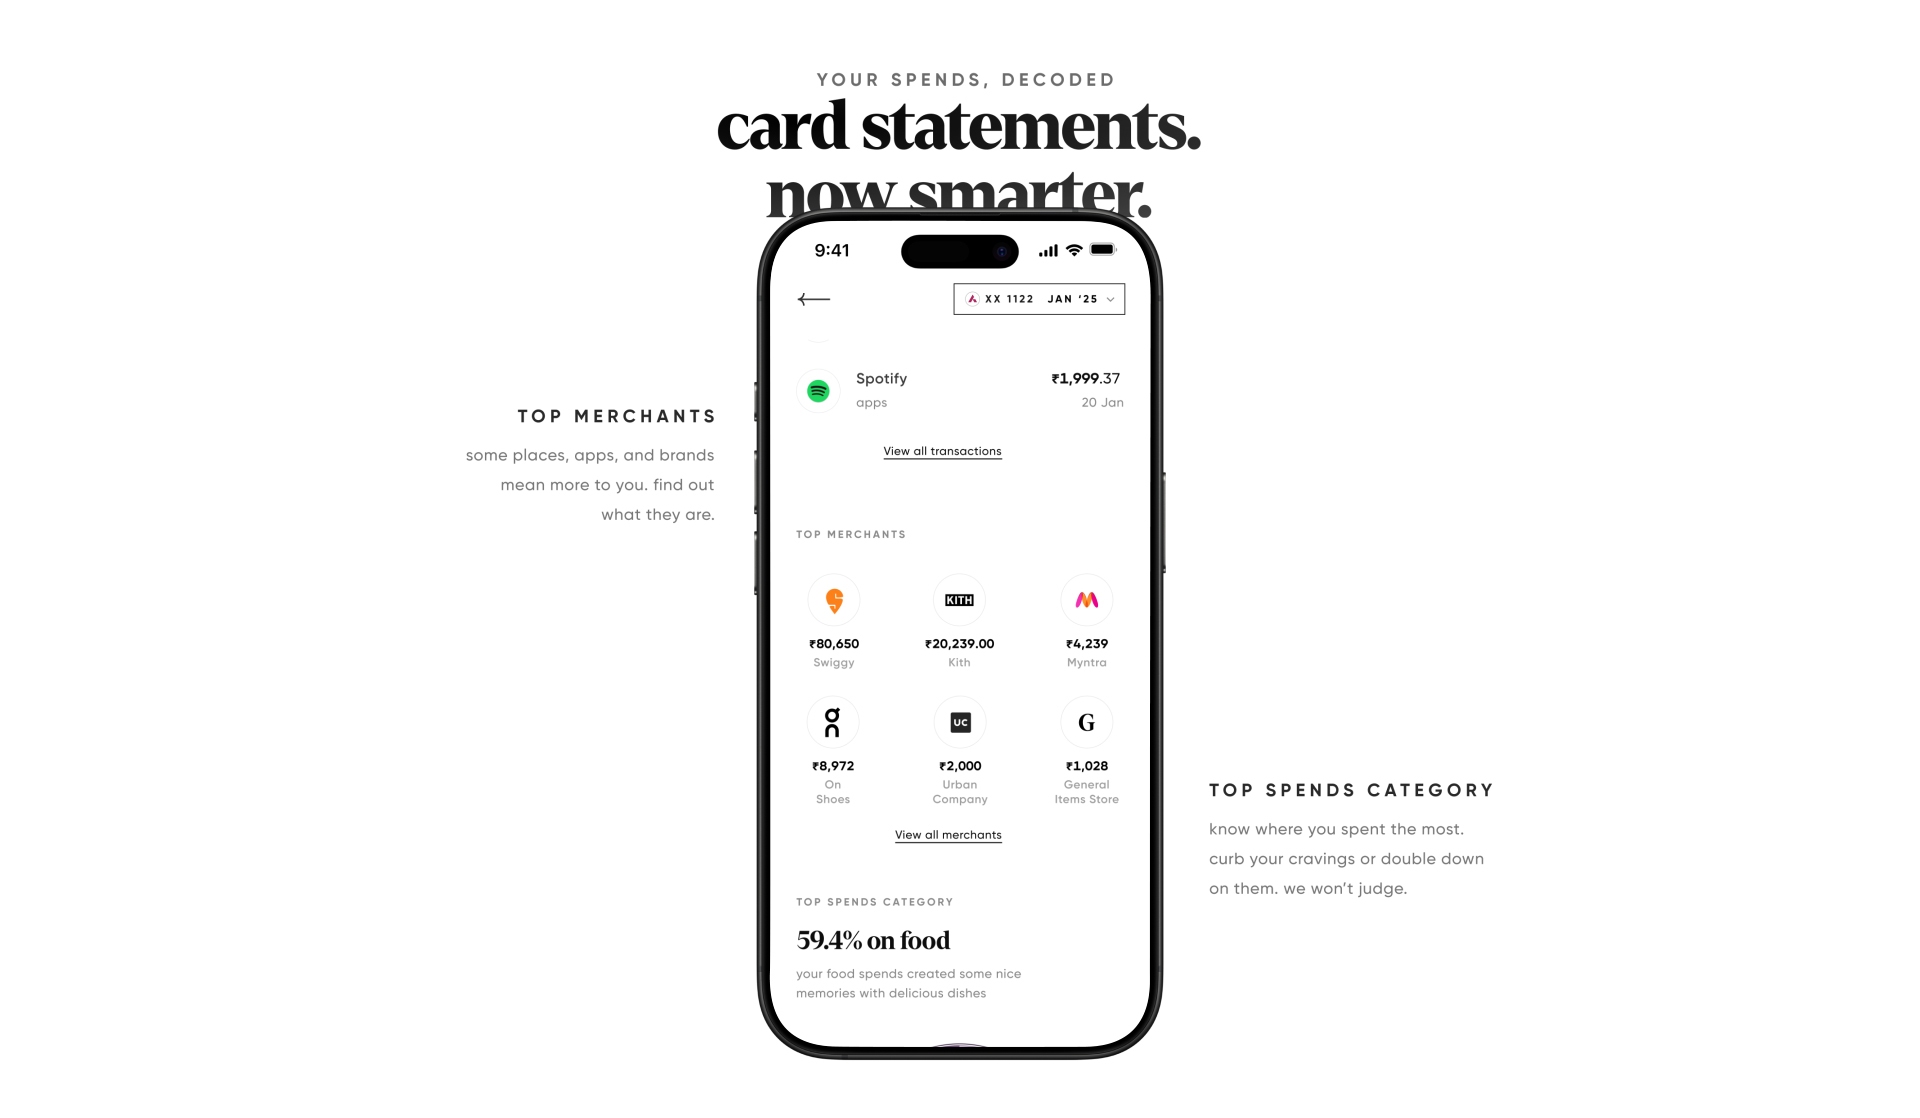 YOUR SPENDS, DECODED
card statements.
now smarter.
9:41
XX 1122 JAN ‘25
Spotify ₹1,999.37
apps 20 Jan
View all transactions
TOP MERCHANTS
some places, apps, and brands
mean more to you. find out
what they are.
TOP MERCHANTS
KITH
₹80,650 ₹20,239.00 ₹4,239
Swiggy Kith Myntra
UC G
₹8,972 ₹2,000 ₹1,028
On Urban General
Shoes Company Items Store
View all merchants
TOP SPENDS CATEGORY
59.4% on food
your food spends created some nice
memories with delicious dishes
TOP SPENDS CATEGORY
know where you spent the most.
curb your cravings or double down
on them. we won’t judge.